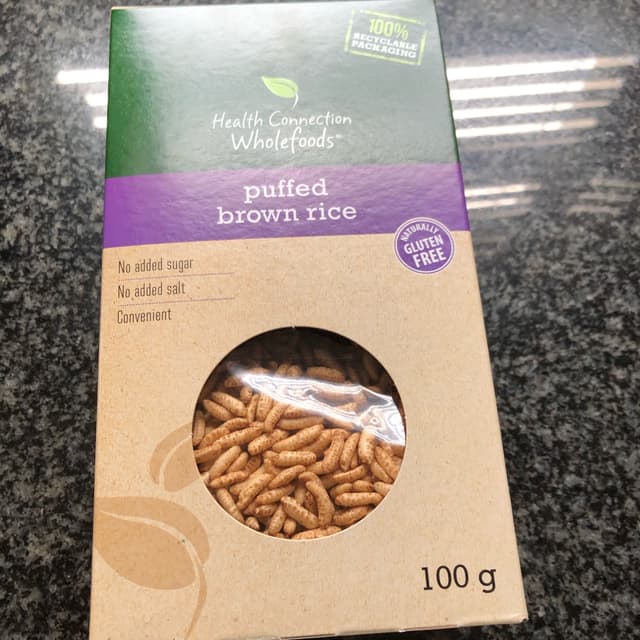 100%
RECYCLABLE
PACKAGING
Health Connection
Wholefoods™
puffed
brown rice
NATURALLY
GLUTEN
FREE
No added sugar
No added salt
Convenient
100 g